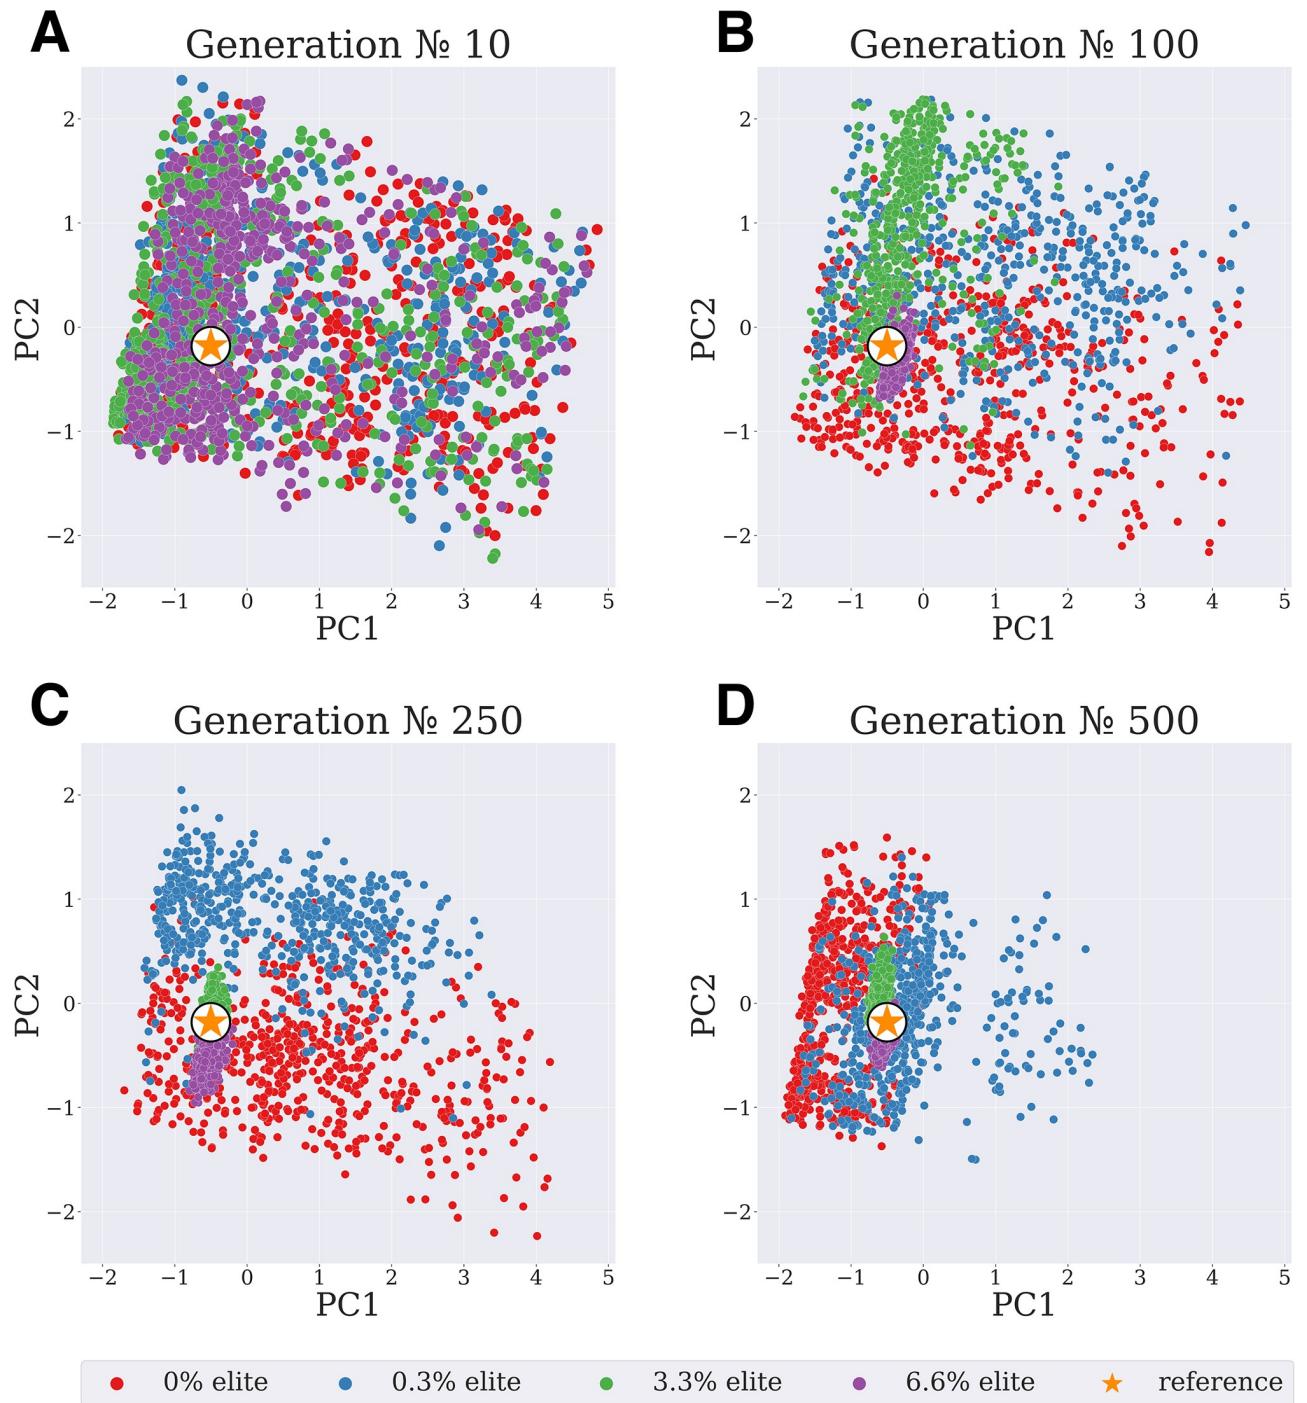 A
Generation № 10
PC2
2
1
0
−1
−2
−2 −1 0 1 2 3 4 5
PC1
B
Generation № 100
PC2
2
1
0
−1
−2
−2 −1 0 1 2 3 4 5
PC1
C
Generation № 250
PC2
2
1
0
−1
−2
−2 −1 0 1 2 3 4 5
PC1
D
Generation № 500
PC2
2
1
0
−1
−2
−2 −1 0 1 2 3 4 5
PC1
0% elite 0.3% elite 3.3% elite 6.6% elite reference